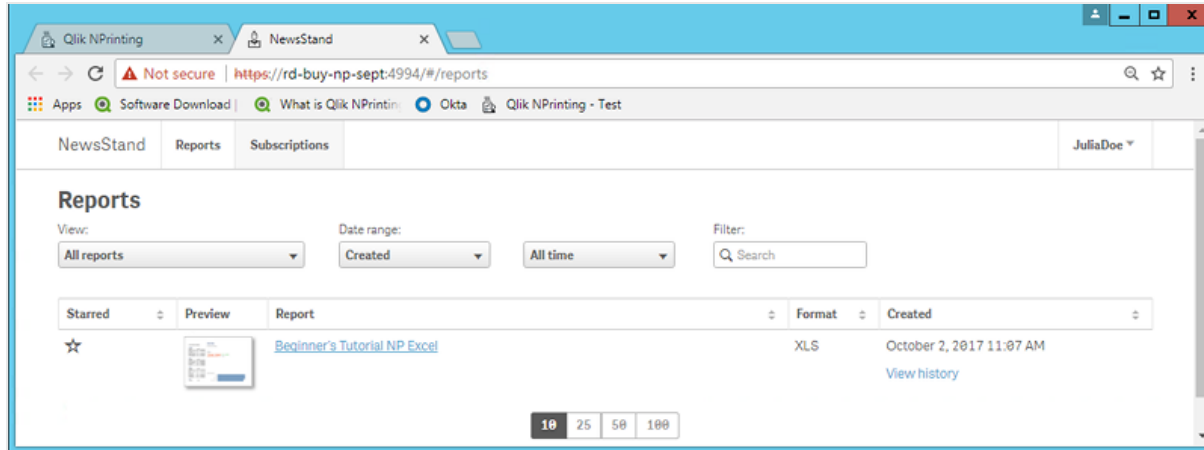 Qlik NPrinting NewsStand
Not secure https://rd-buy-np-sept:4994/#/reports
Apps Software Download | What is Qlik NPrintin Okta Qlik NPrinting - Test
NewsStand Reports Subscriptions JuliaDoe
Reports
View: Date range: Filter:
All reports Created All time Search
Starred Preview Report Format Created
Beginner's Tutorial NP Excel XLS October 2, 2017 11:07 AM
View history
10 25 50 100